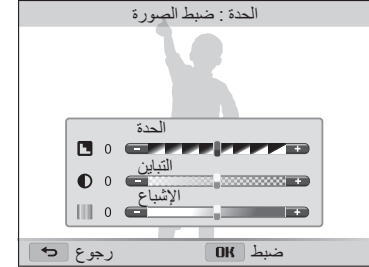 الحدة : ضبط الصورة
الحدة
0 - +
التباين
0 - +
الإشباع
0 - +
ضبط OK رجوع